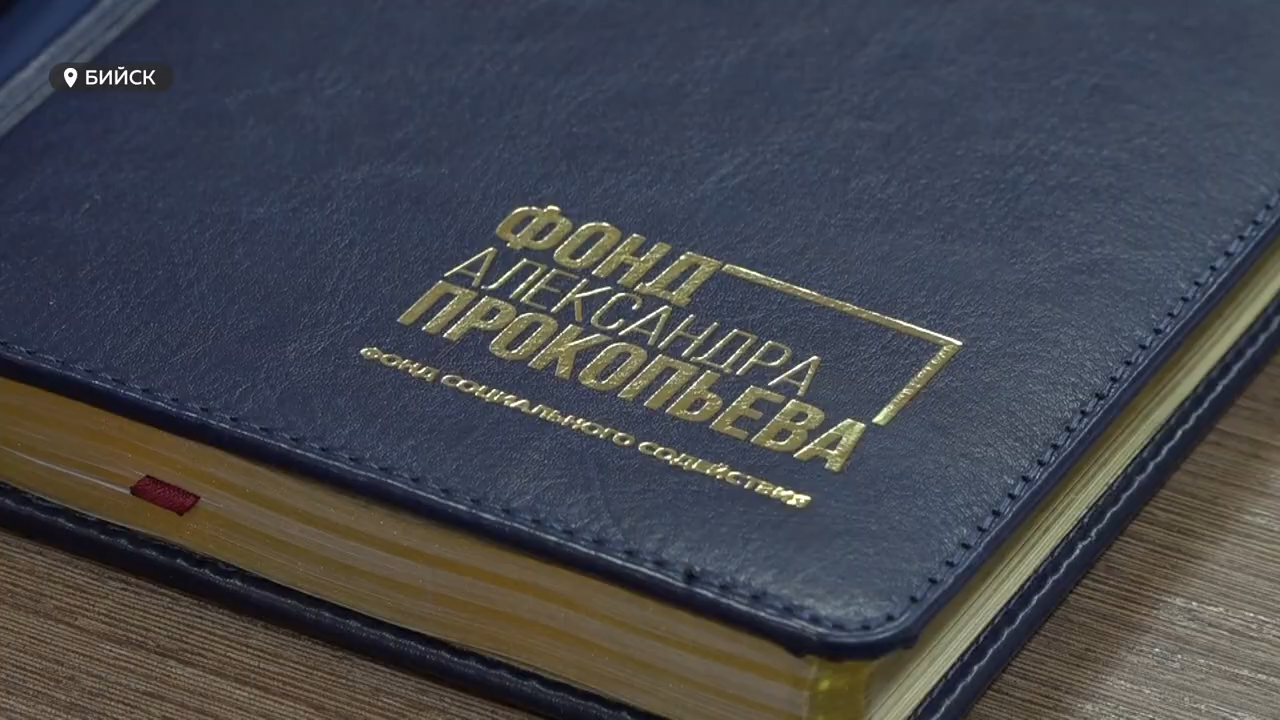 БИЙСК
ФОНД
АЛЕКСАНДРА
ПРОКОПЬЕВА
ФОНД СОЦИАЛЬНОГО СОДЕЙСТВИЯ